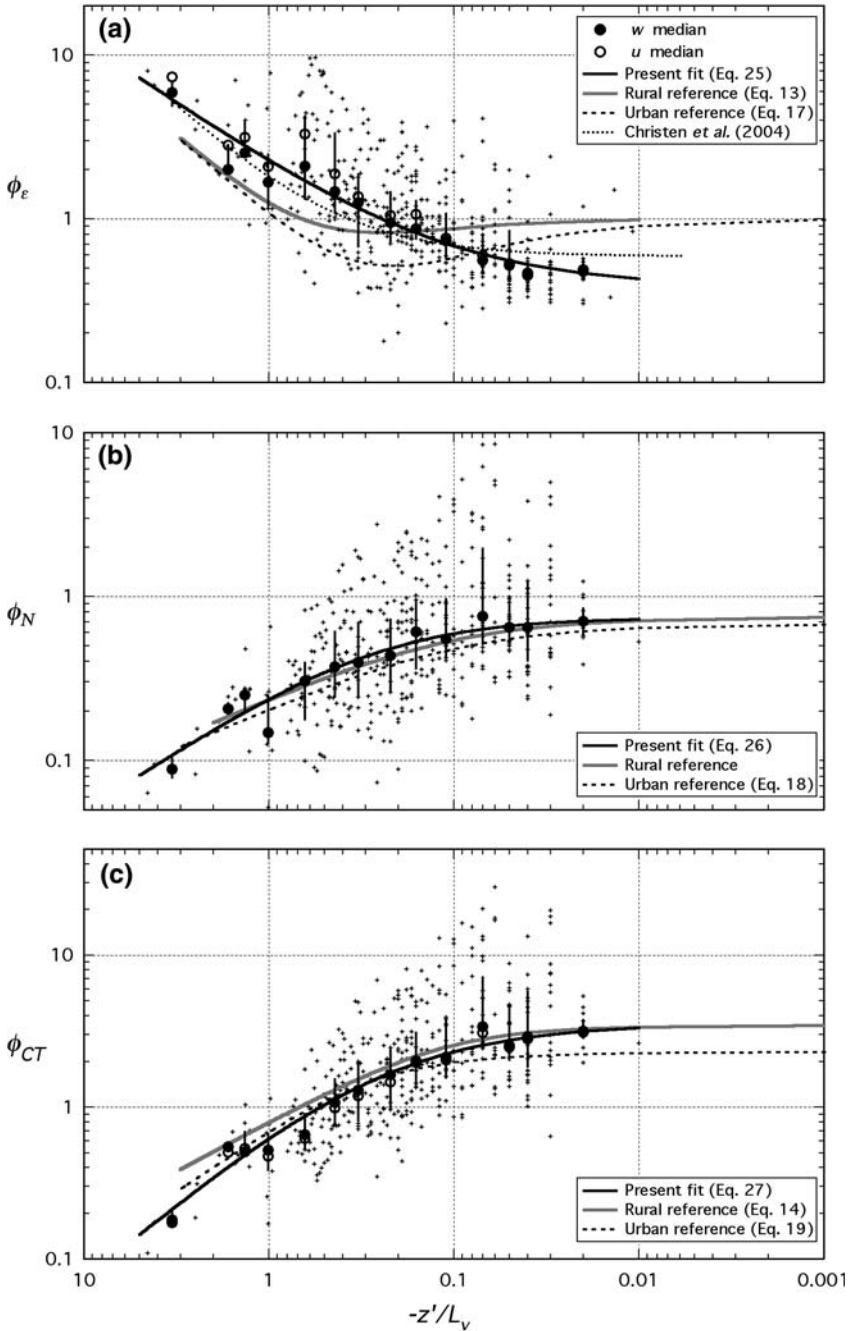 (a)
w median
u median
Present fit (Eq. 25)
Rural reference (Eq. 13)
Urban reference (Eq. 17)
Christen et al. (2004)
10
1
0.1
ϕε
(b)
10
1
0.1
ϕN
Present fit (Eq. 26)
Rural reference
Urban reference (Eq. 18)
(c)
10
1
0.1
ϕCT
Present fit (Eq. 27)
Rural reference (Eq. 14)
Urban reference (Eq. 19)
10 1 0.1 0.01 0.001
-z'/Lv